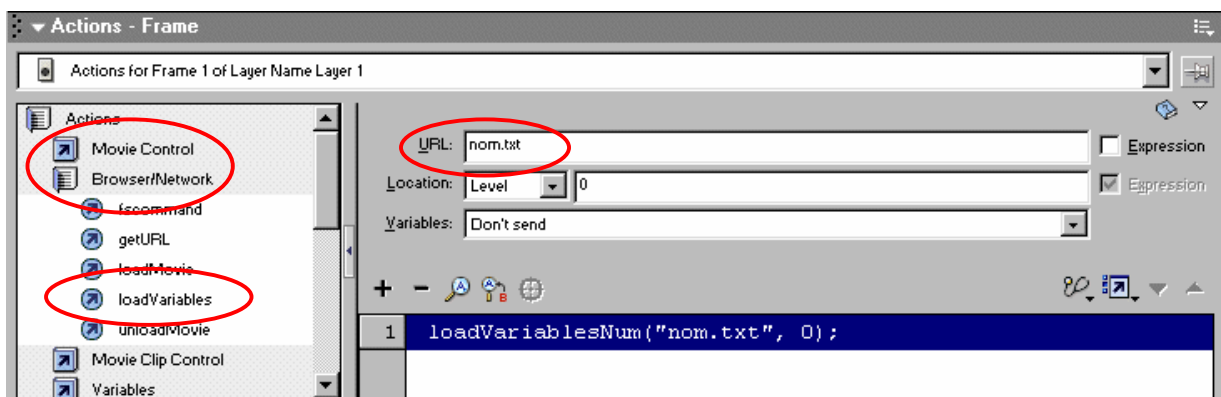 Actions - Frame
Actions for Frame 1 of Layer Name Layer 1
Actions
Movie Control
Browser/Network
fscommand
getURL
loadMovie
loadVariables
unloadMovie
Movie Clip Control
Variables
URL: nom.txt Expression
Location: Level 0 Expression
Variables: Don't send
1 loadVariablesNum("nom.txt", 0);